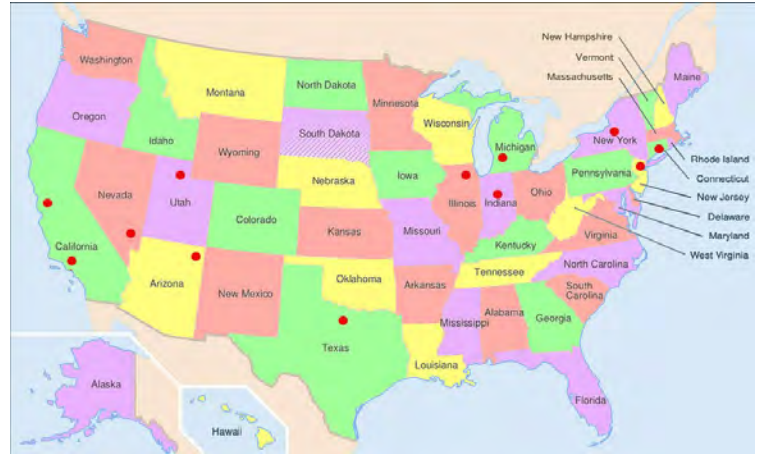 New Hampshire
Vermont
Massachusetts
Maine
Washington
Montana
North Dakota
Minnesota
Oregon
Idaho
Wisconsin
South Dakota
Michigan
New York
Wyoming
Rhode Island
Connecticut
Pennsylvania
Nebraska
Iowa
New Jersey
Nevada
Utah
Illinois
Indiana
Ohio
Delaware
Colorado
Kansas
Missouri
Virginia
Maryland
California
Kentucky
West Virginia
Tennessee
North Carolina
Arizona
New Mexico
Oklahoma
Arkansas
South
Carolina
Mississippi
Alabama
Georgia
Texas
Louisiana
Alaska
Florida
Hawaii